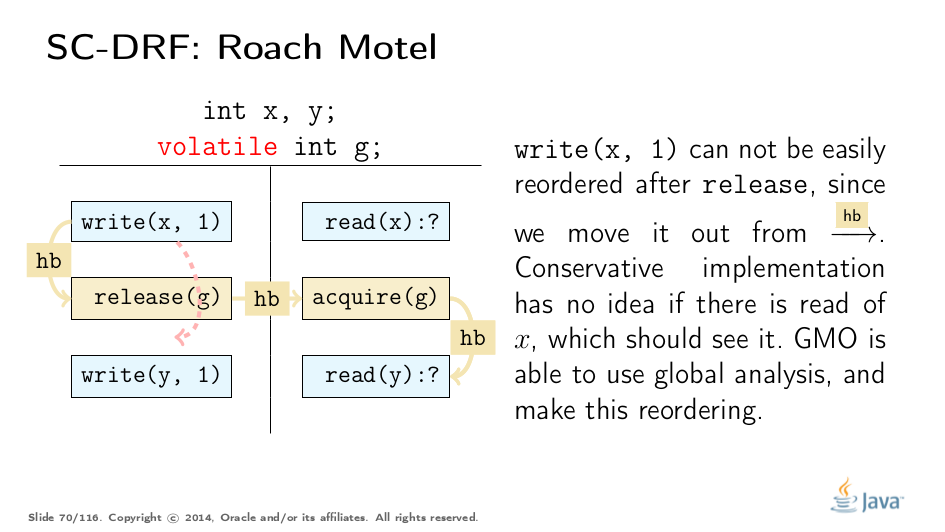 SC-DRF: Roach Motel
int x, y;
volatile int g;
write(x, 1)
read(x):?
hb
release(g)
hb
acquire(g)
hb
write(y, 1)
read(y):?
write(x, 1) can not be easily
reordered after release, since
hb
we move it out from ⟶.
Conservative implementation
has no idea if there is read of
x, which should see it. GMO is
able to use global analysis, and
make this reordering.
Java
Slide 70/116. Copyright © 2014, Oracle and/or its affiliates. All rights reserved.